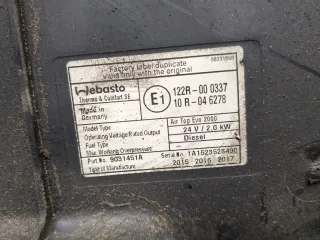 Factory label duplicate
valid only with the original
Webasto
Thermo & Comfort SE
Made in
Germany
E1
122R-00 0337
10 R-04 6278
Model Type
Air Top Evo 2000
Operating Voltage/Rated Output
24 V / 2.0 kW
Fuel Type
Diesel
Max. Working Overpressure
Part No. 9031451A
Serial No.
Year of Manufacture
2015 2016 2017